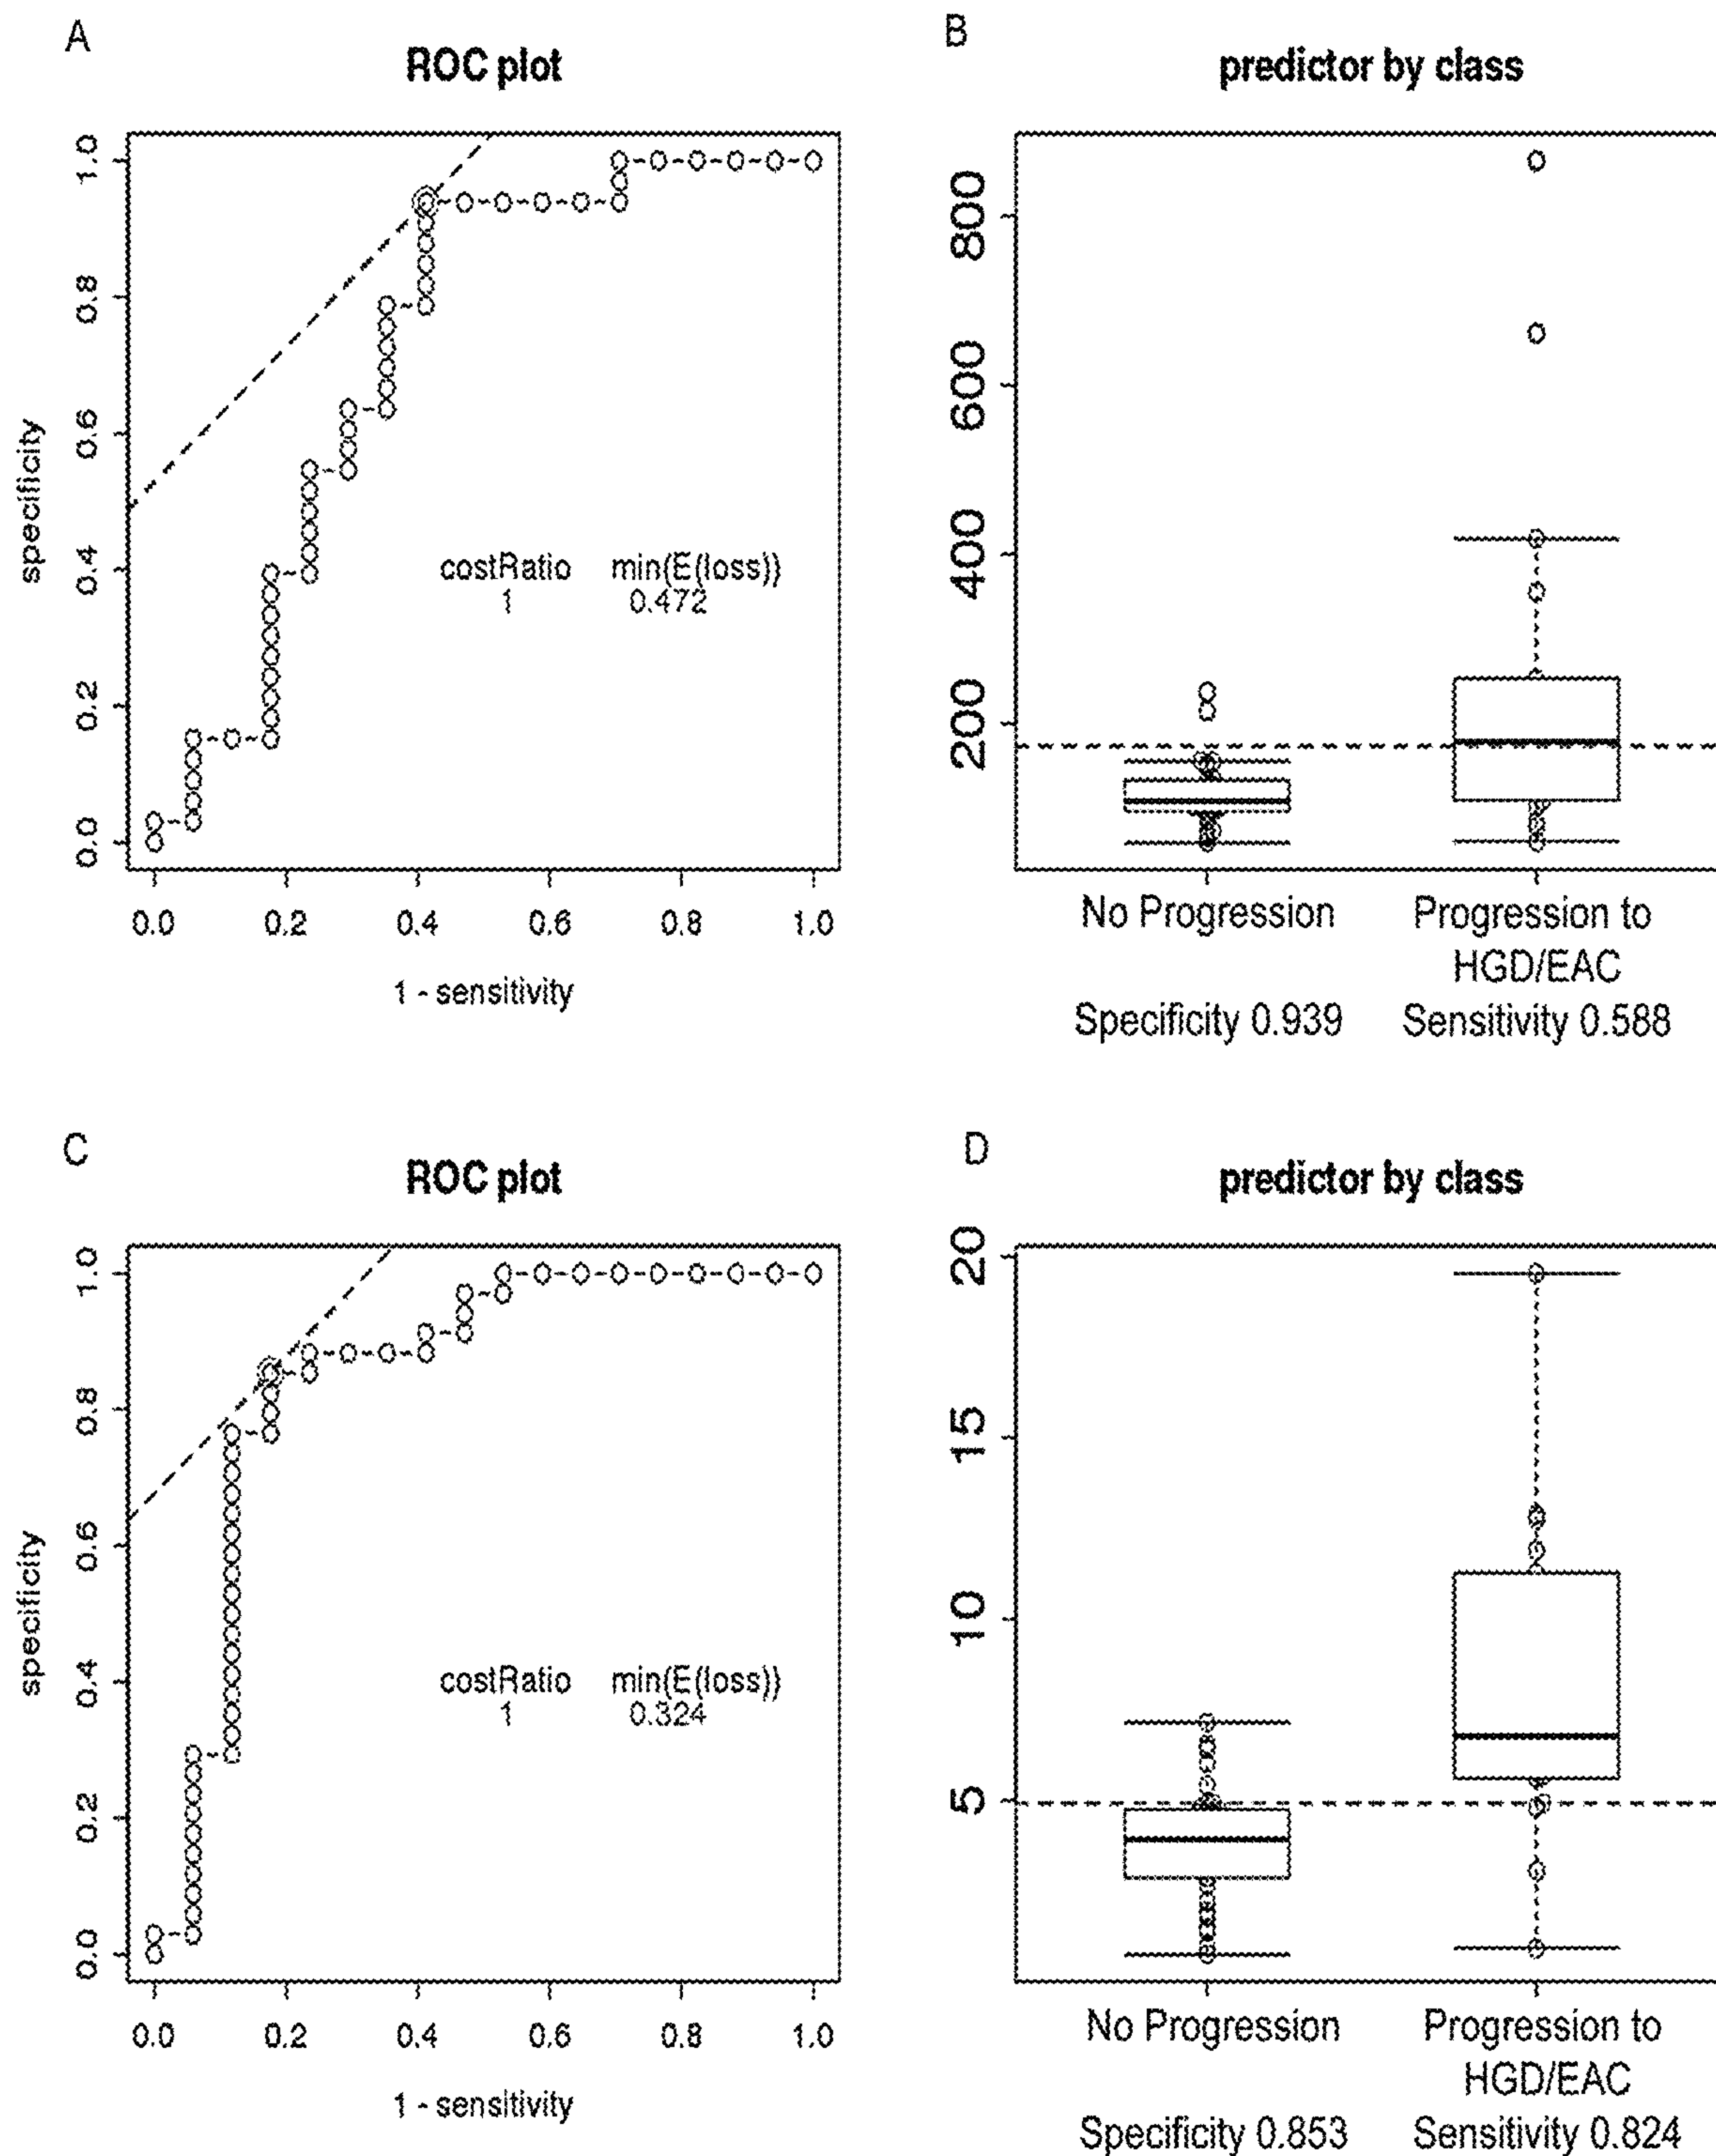 A
ROC plot
1.0
0.8
0.6
0.4
0.2
0.0
specificity
costRatio min(E(loss))
1 0.472
0.0 0.2 0.4 0.6 0.8 1.0
1 - sensitivity
B
predictor by class
800
600
400
200
No Progression
Progression to
HGD/EAC
Specificity 0.939
Sensitivity 0.588
C
ROC plot
1.0
0.8
0.6
0.4
0.2
0.0
specificity
costRatio min(E(loss))
1 0.324
0.0 0.2 0.4 0.6 0.8 1.0
1 - sensitivity
D
predictor by class
20
15
10
5
No Progression
Progression to
HGD/EAC
Specificity 0.853
Sensitivity 0.824